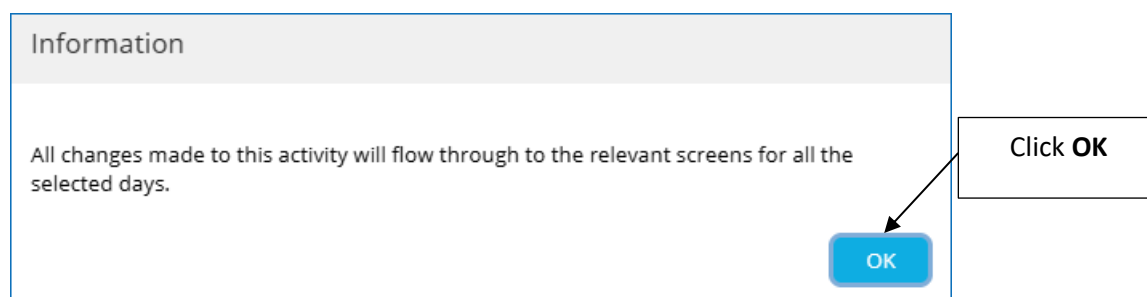 Information
All changes made to this activity will flow through to the relevant screens for all the
selected days.
Click OK
OK